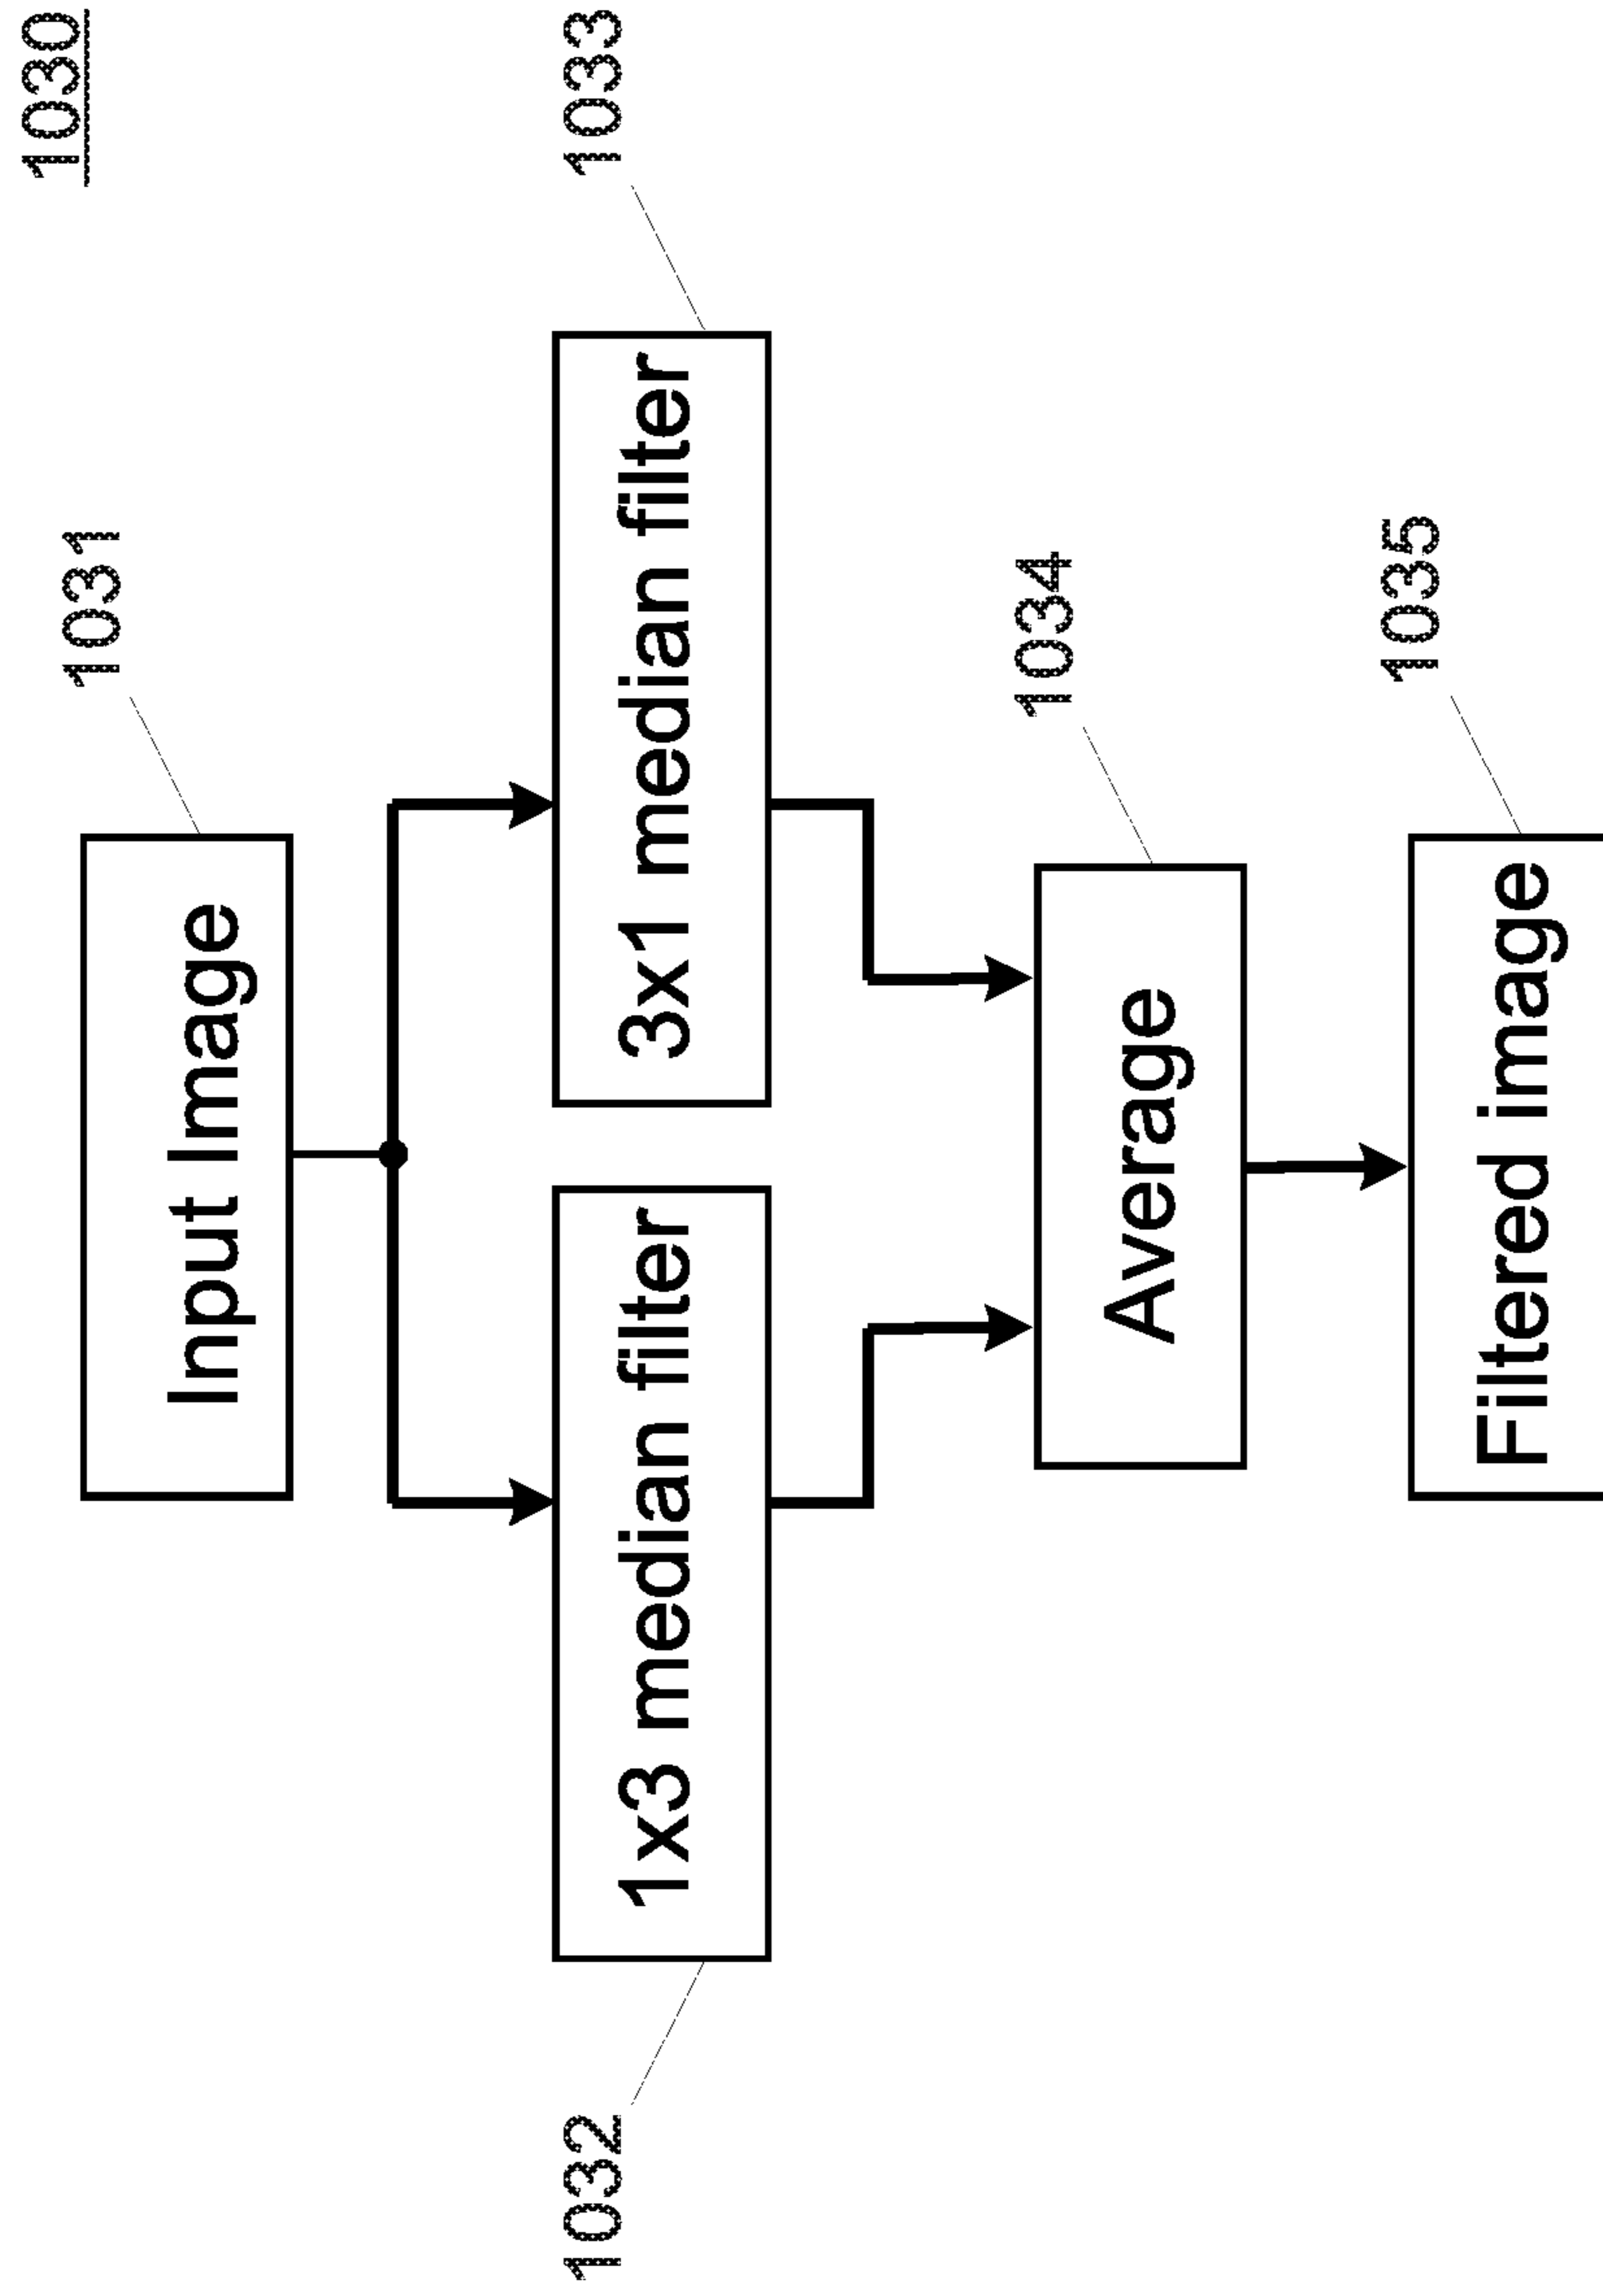 1030
1031
Input Image
1032
1x3 median filter
3x1 median filter
1033
1034
Average
1035
Filtered image